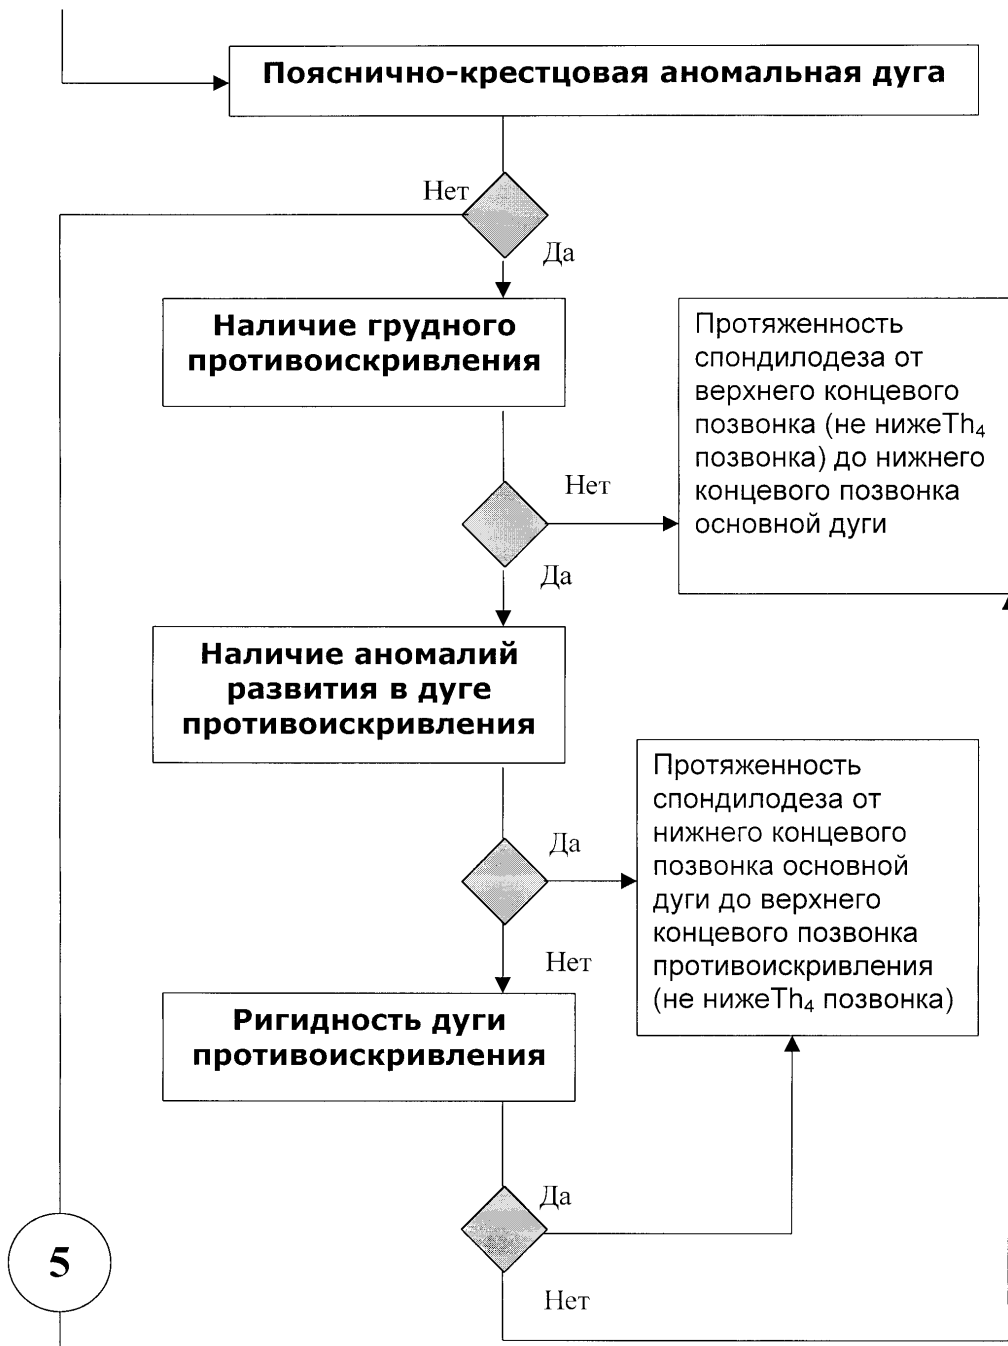 Пояснично-крестцовая аномальная дуга
Нет
Да
Наличие грудного
противоискривления
Протяженность
спондилодеза от
верхнего концевого
позвонка (не нижеTh₄
позвонка) до нижнего
концевого позвонка
основной дуги
Нет
Да
Наличие аномалий
развития в дуге
противоискривления
Протяженность
спондилодеза от
нижнего концевого
позвонка основной
дуги до верхнего
концевого позвонка
противоискривления
(не нижеTh₄ позвонка)
Да
Нет
Ригидность дуги
противоискривления
Да
5
Нет